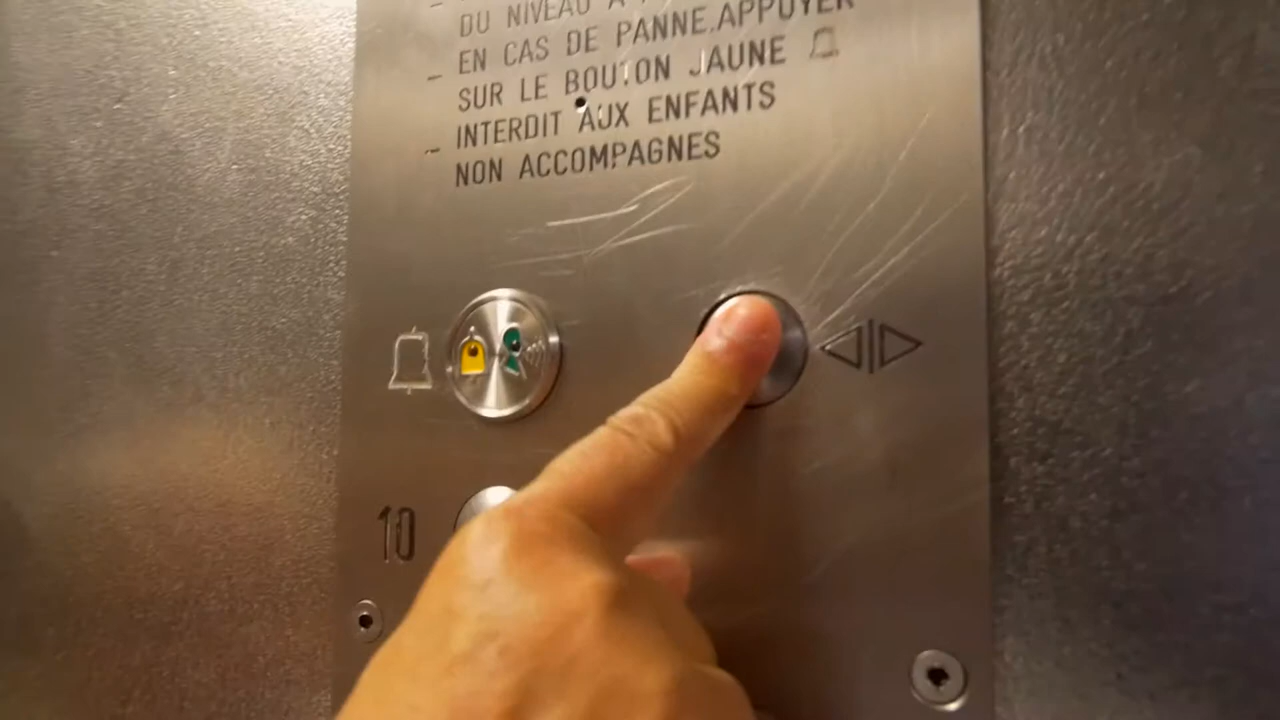 DU NIVEAU A
EN CAS DE PANNE.APPUYER
SUR LE BOUTON JAUNE
INTERDIT AUX ENFANTS
NON ACCOMPAGNES
10